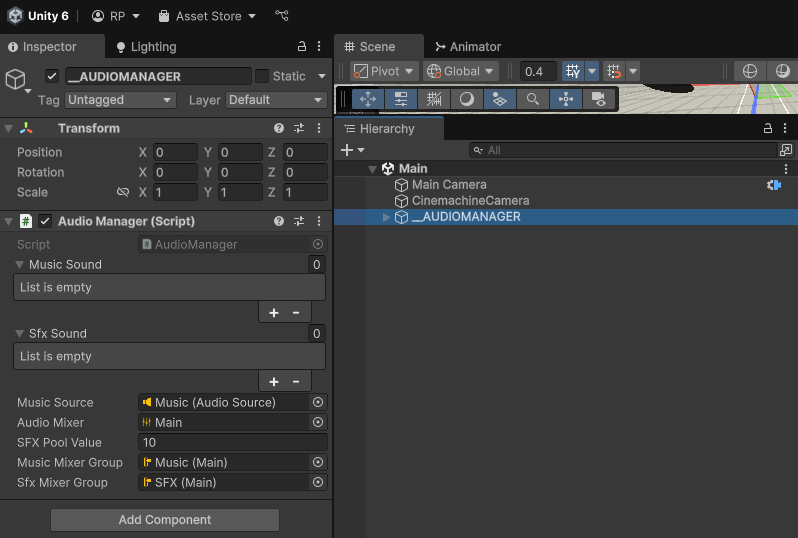 Unity 6 RP Asset Store
Inspector Lighting
__AUDIOMANAGER Static
Tag Untagged Layer Default
Transform
Position X 0 Y 0 Z 0
Rotation X 0 Y 0 Z 0
Scale X 1 Y 1 Z 1
# Audio Manager (Script)
Script # AudioManager
Music Sound 0
List is empty
+ -
Sfx Sound 0
List is empty
+ -
Music Source Music (Audio Source)
Audio Mixer Main
SFX Pool Value 10
Music Mixer Group Music (Main)
Sfx Mixer Group SFX (Main)
Add Component
# Scene Animator
Pivot Global 0.4
Hierarchy
+ All
Main
Main Camera
CinemachineCamera
__AUDIOMANAGER